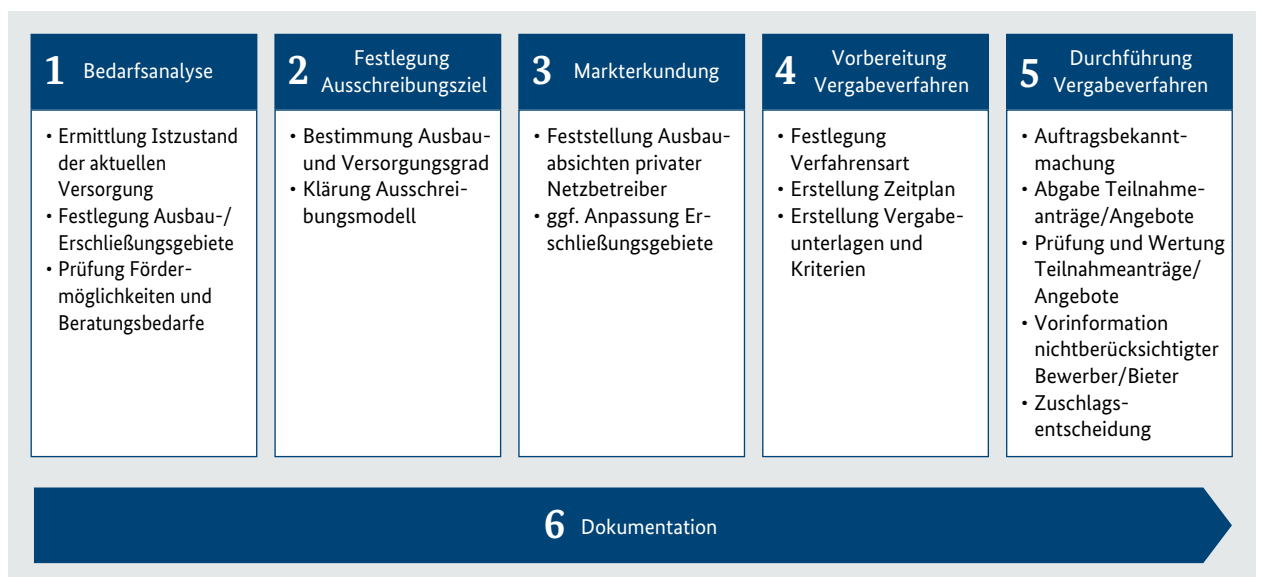 1 Bedarfsanalyse
• Ermittlung Istzustand
der aktuellen
Versorgung
• Festlegung Ausbau-/
Erschließungsgebiete
• Prüfung Förder-
möglichkeiten und
Beratungsbedarfe
2 Festlegung
Ausschreibungsziel
• Bestimmung Ausbau-
und Versorgungsgrad
• Klärung Ausschrei-
bungsmodell
3 Markterkundung
• Feststellung Ausbau-
absichten privater
Netzbetreiber
• ggf. Anpassung Er-
schließungsgebiete
4 Vorbereitung
Vergabeverfahren
• Festlegung
Verfahrensart
• Erstellung Zeitplan
• Erstellung Vergabe-
unterlagen und
Kriterien
5 Durchführung
Vergabeverfahren
• Auftragsbekannt-
machung
• Abgabe Teilnahme-
anträge/Angebote
• Prüfung und Wertung
Teilnahmeanträge/
Angebote
• Vorinformation
nichtberücksichtigter
Bewerber/Bieter
• Zuschlags-
entscheidung
6 Dokumentation